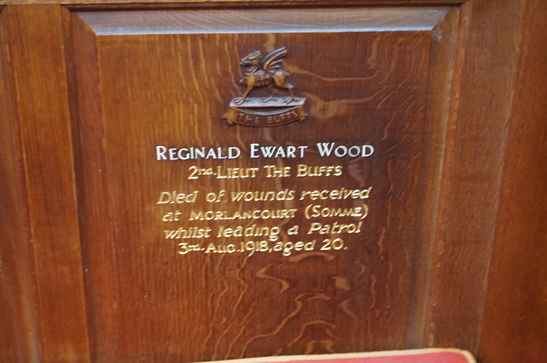 THE BUFFS
REGINALD EWART WOOD
2nd. LIEUT THE BUFFS
Died of wounds received
at MORLANCOURT (SOMME)
whilst leading a Patrol
3rd. AUG. 1918, aged 20.